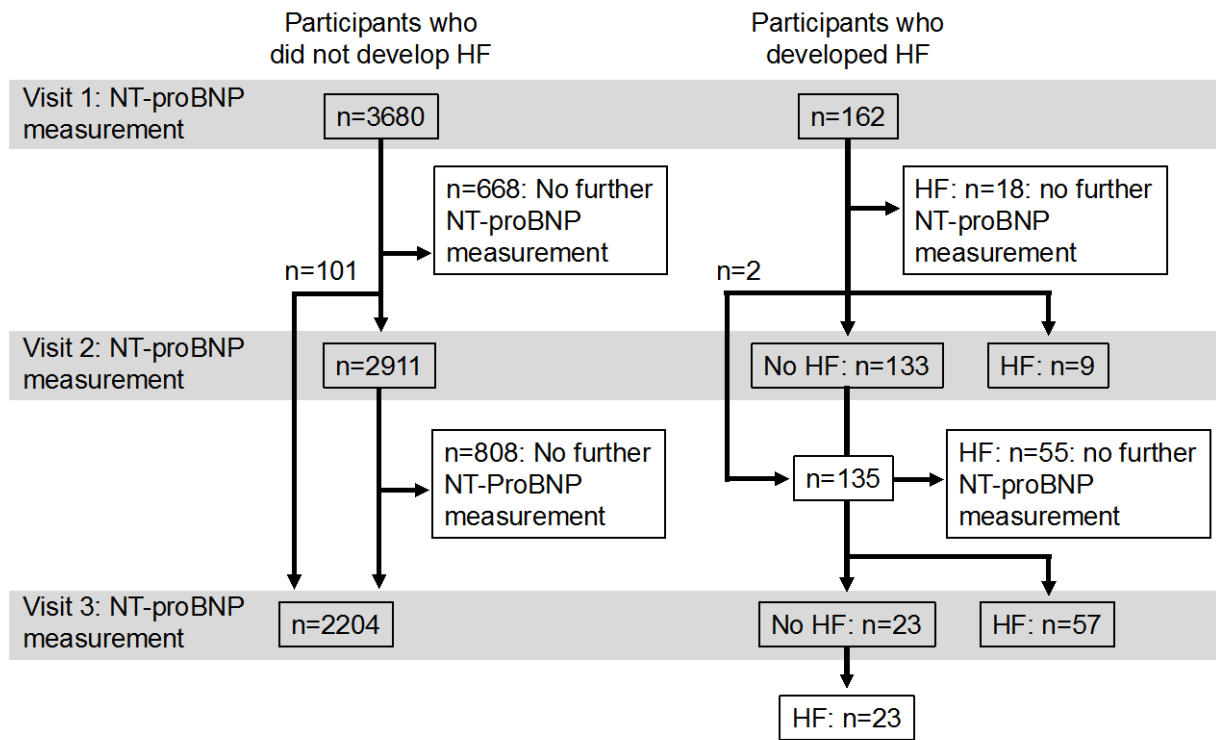 Participants who
did not develop HF
Participants who
developed HF
Visit 1: NT-proBNP
measurement
n=3680
n=162
n=668: No further
NT-proBNP
measurement
HF: n=18: no further
NT-proBNP
measurement
n=101
n=2
Visit 2: NT-proBNP
measurement
n=2911
No HF: n=133
HF: n=9
n=808: No further
NT-ProBNP
measurement
n=135
HF: n=55: no further
NT-proBNP
measurement
Visit 3: NT-proBNP
measurement
n=2204
No HF: n=23
HF: n=57
HF: n=23